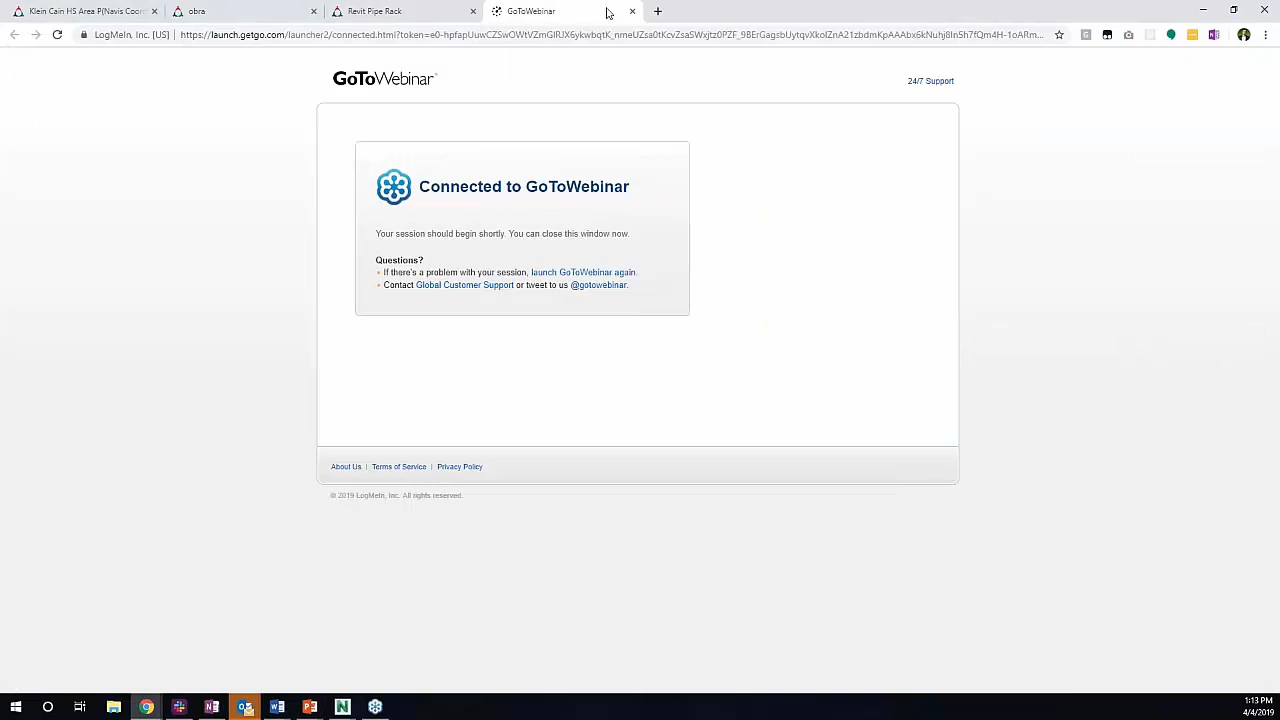 Klein Cain HS Area P(Navis Coor
obra
Revit Pipe Rack
GoToWebinar
LogMeIn, Inc. [US]
GoToWebinar
24/7 Support
Connected to GoToWebinar
Your session should begin shortly. You can close this window now.
Questions?
If there's a problem with your session, launch GoToWebinar again.
Contact Global Customer Support or tweet to us @gotowebinar.
About Us | Terms of Service | Privacy Policy
© 2019 LogMeIn, Inc. All rights reserved.
1:13 PM
4/4/2019